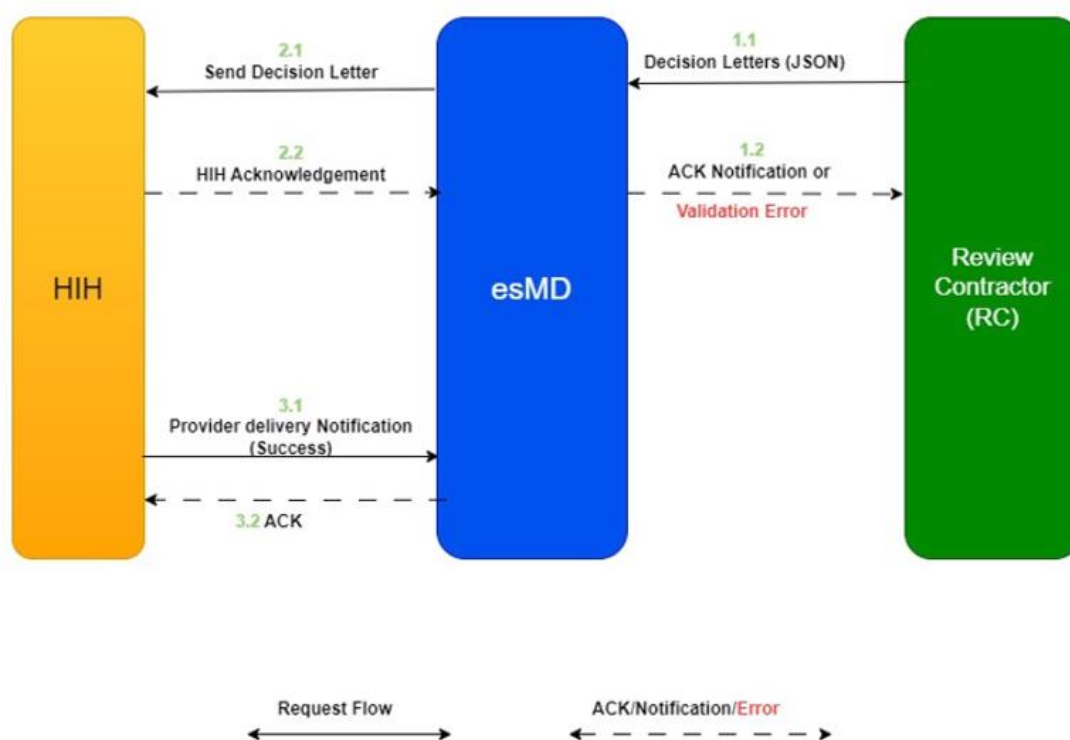 2.1
Send Decision Letter
1.1
Decision Letters (JSON)
2.2
HIH Acknowledgement
1.2
ACK Notification or
Validation Error
HIH
esMD
Review
Contractor
(RC)
3.1
Provider delivery Notification
(Success)
3.2 ACK
Request Flow
ACK/Notification/Error